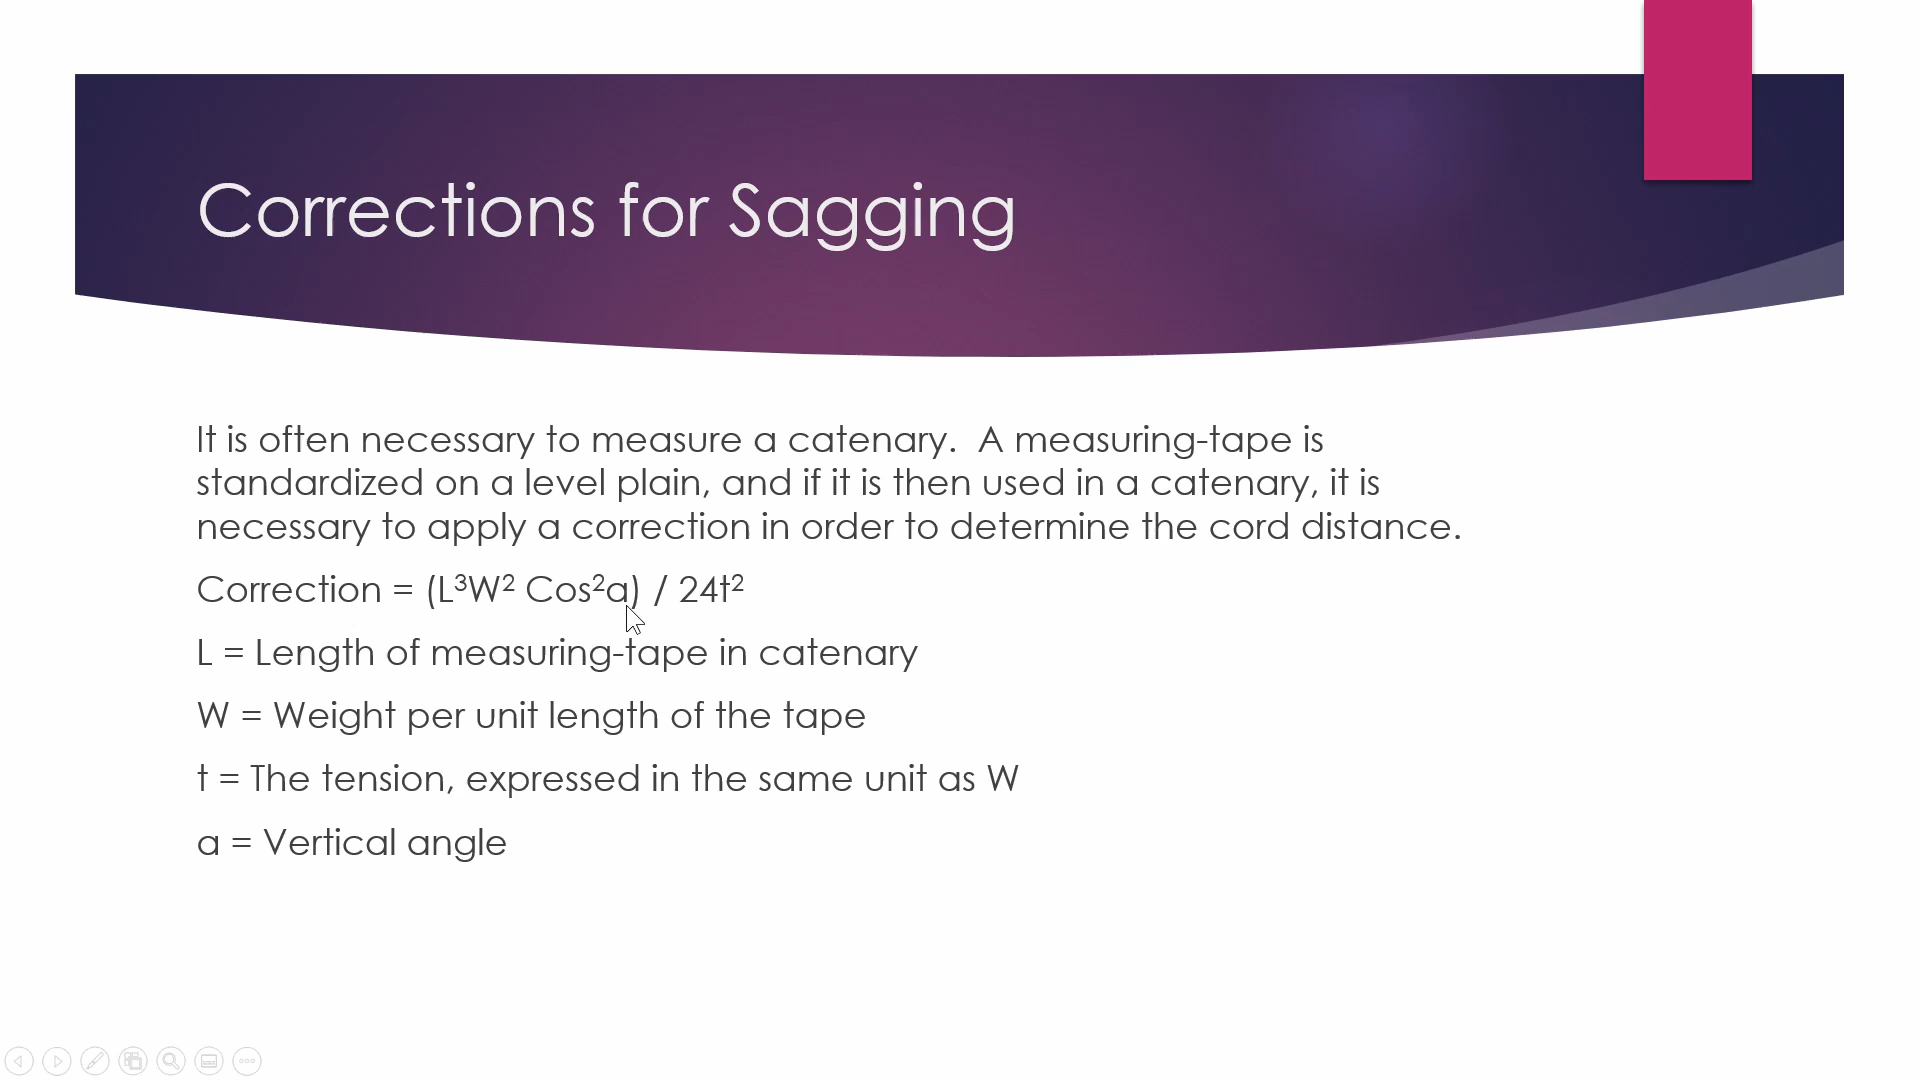 Corrections for Sagging
It is often necessary to measure a catenary.  A measuring-tape is
standardized on a level plain, and if it is then used in a catenary, it is
necessary to apply a correction in order to determine the cord distance.
Correction = (L³W² Cos²a) / 24t²
L = Length of measuring-tape in catenary
W = Weight per unit length of the tape
t = The tension, expressed in the same unit as W
a = Vertical angle